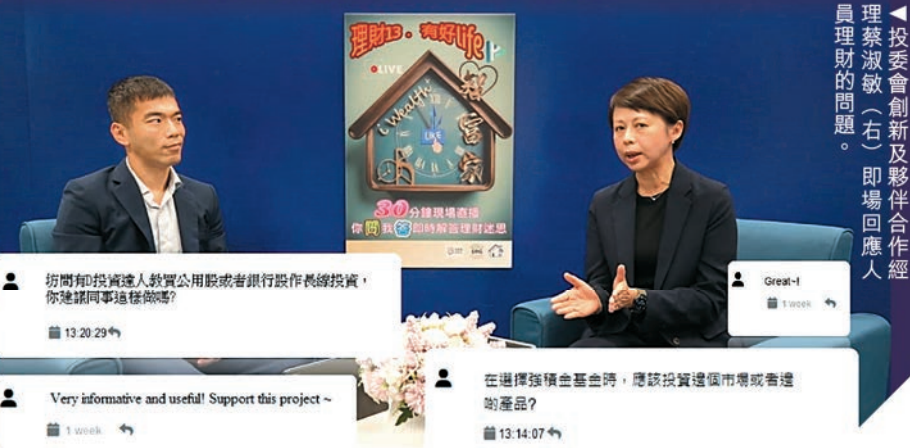 ◀投委會創新及夥伴合作經
理蔡淑敏（右）即場回應人
員理財的問題。
理財13．有好life
LIVE
智富家
i Wealth
LIKE
30分鐘現場直播
你問我答即時解答理財迷思
坊間有D投資達人教買公用股或者銀行股作長線投資，
你建議同事這樣做嗎?
13:20:29
Great~!
1 week
Very informative and useful! Support this project ~
1 week
在選擇強積金基金時，應該投資邊個市場或者邊
啲產品?
13:14:07